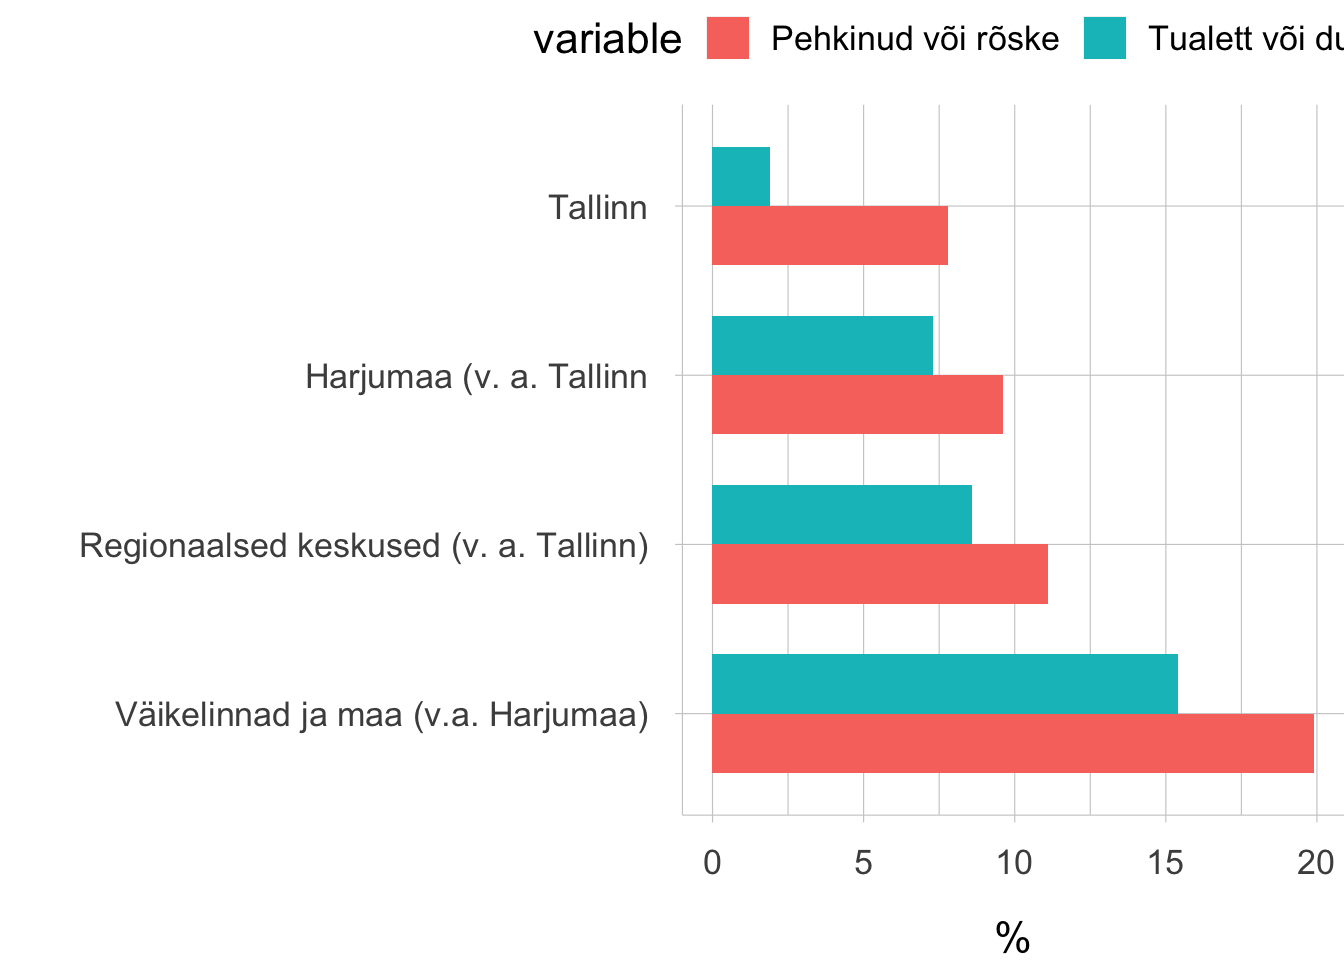 variable Pehkinud või rõske Tualett või
Tallinn
Harjumaa (v. a. Tallinn
Regionaalsed keskused (v. a. Tallinn)
Väikelinnad ja maa (v.a. Harjumaa)
0 5 10 15 20
%